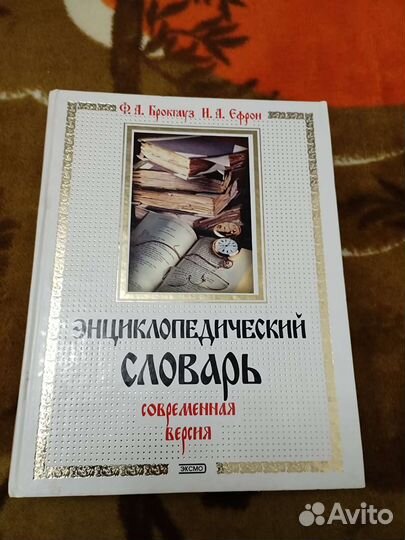 Ф. А. Брокгауз И. А. Ефрон
ЭНЦИКЛОПЕДИЧЕСКИЙ
СЛОВАРЬ
СОВРЕМЕННАЯ
ВЕРСИЯ
ЭКСМО
Avito